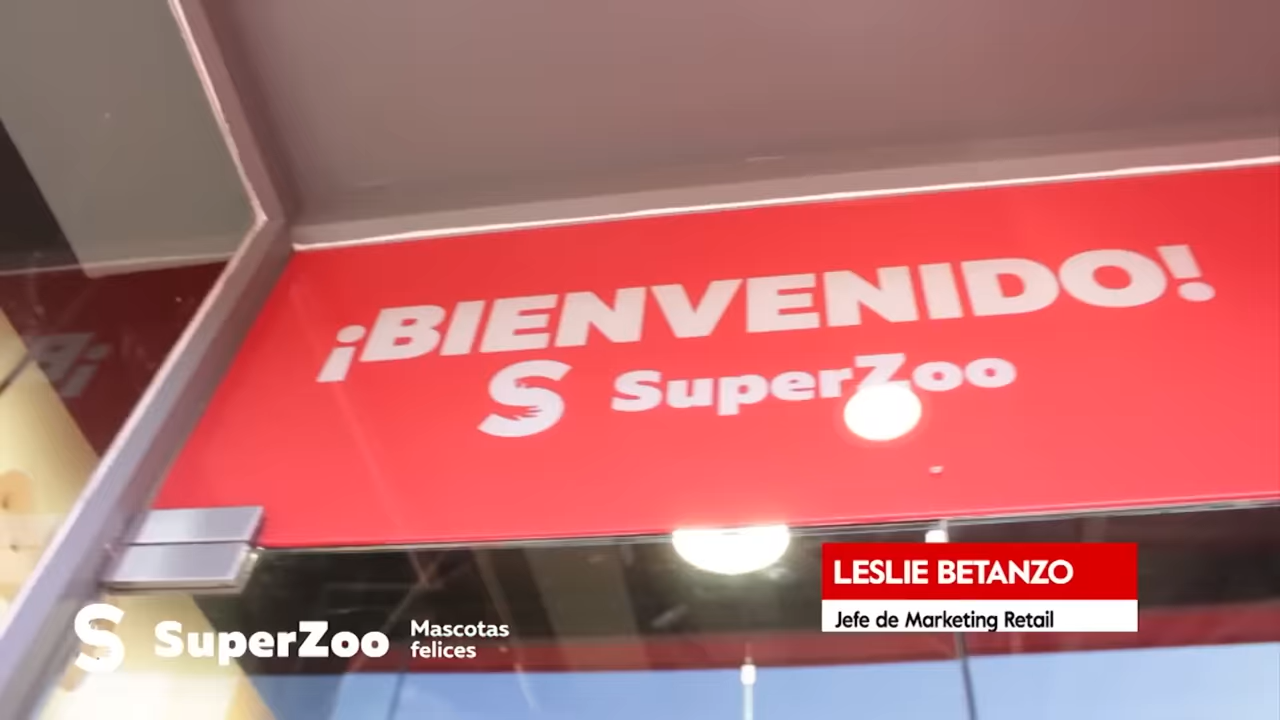 ¡BIENVENIDO!
SuperZoo
LESLIE BETANZO
Jefe de Marketing Retail
SuperZoo
Mascotas
felices